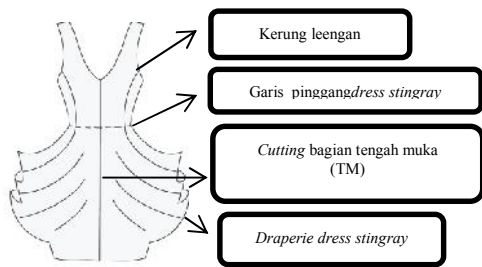 Kerung leengan
Garis pinggangdress stingray
Cutting bagian tengah muka
(TM)
Draperie dress stingray